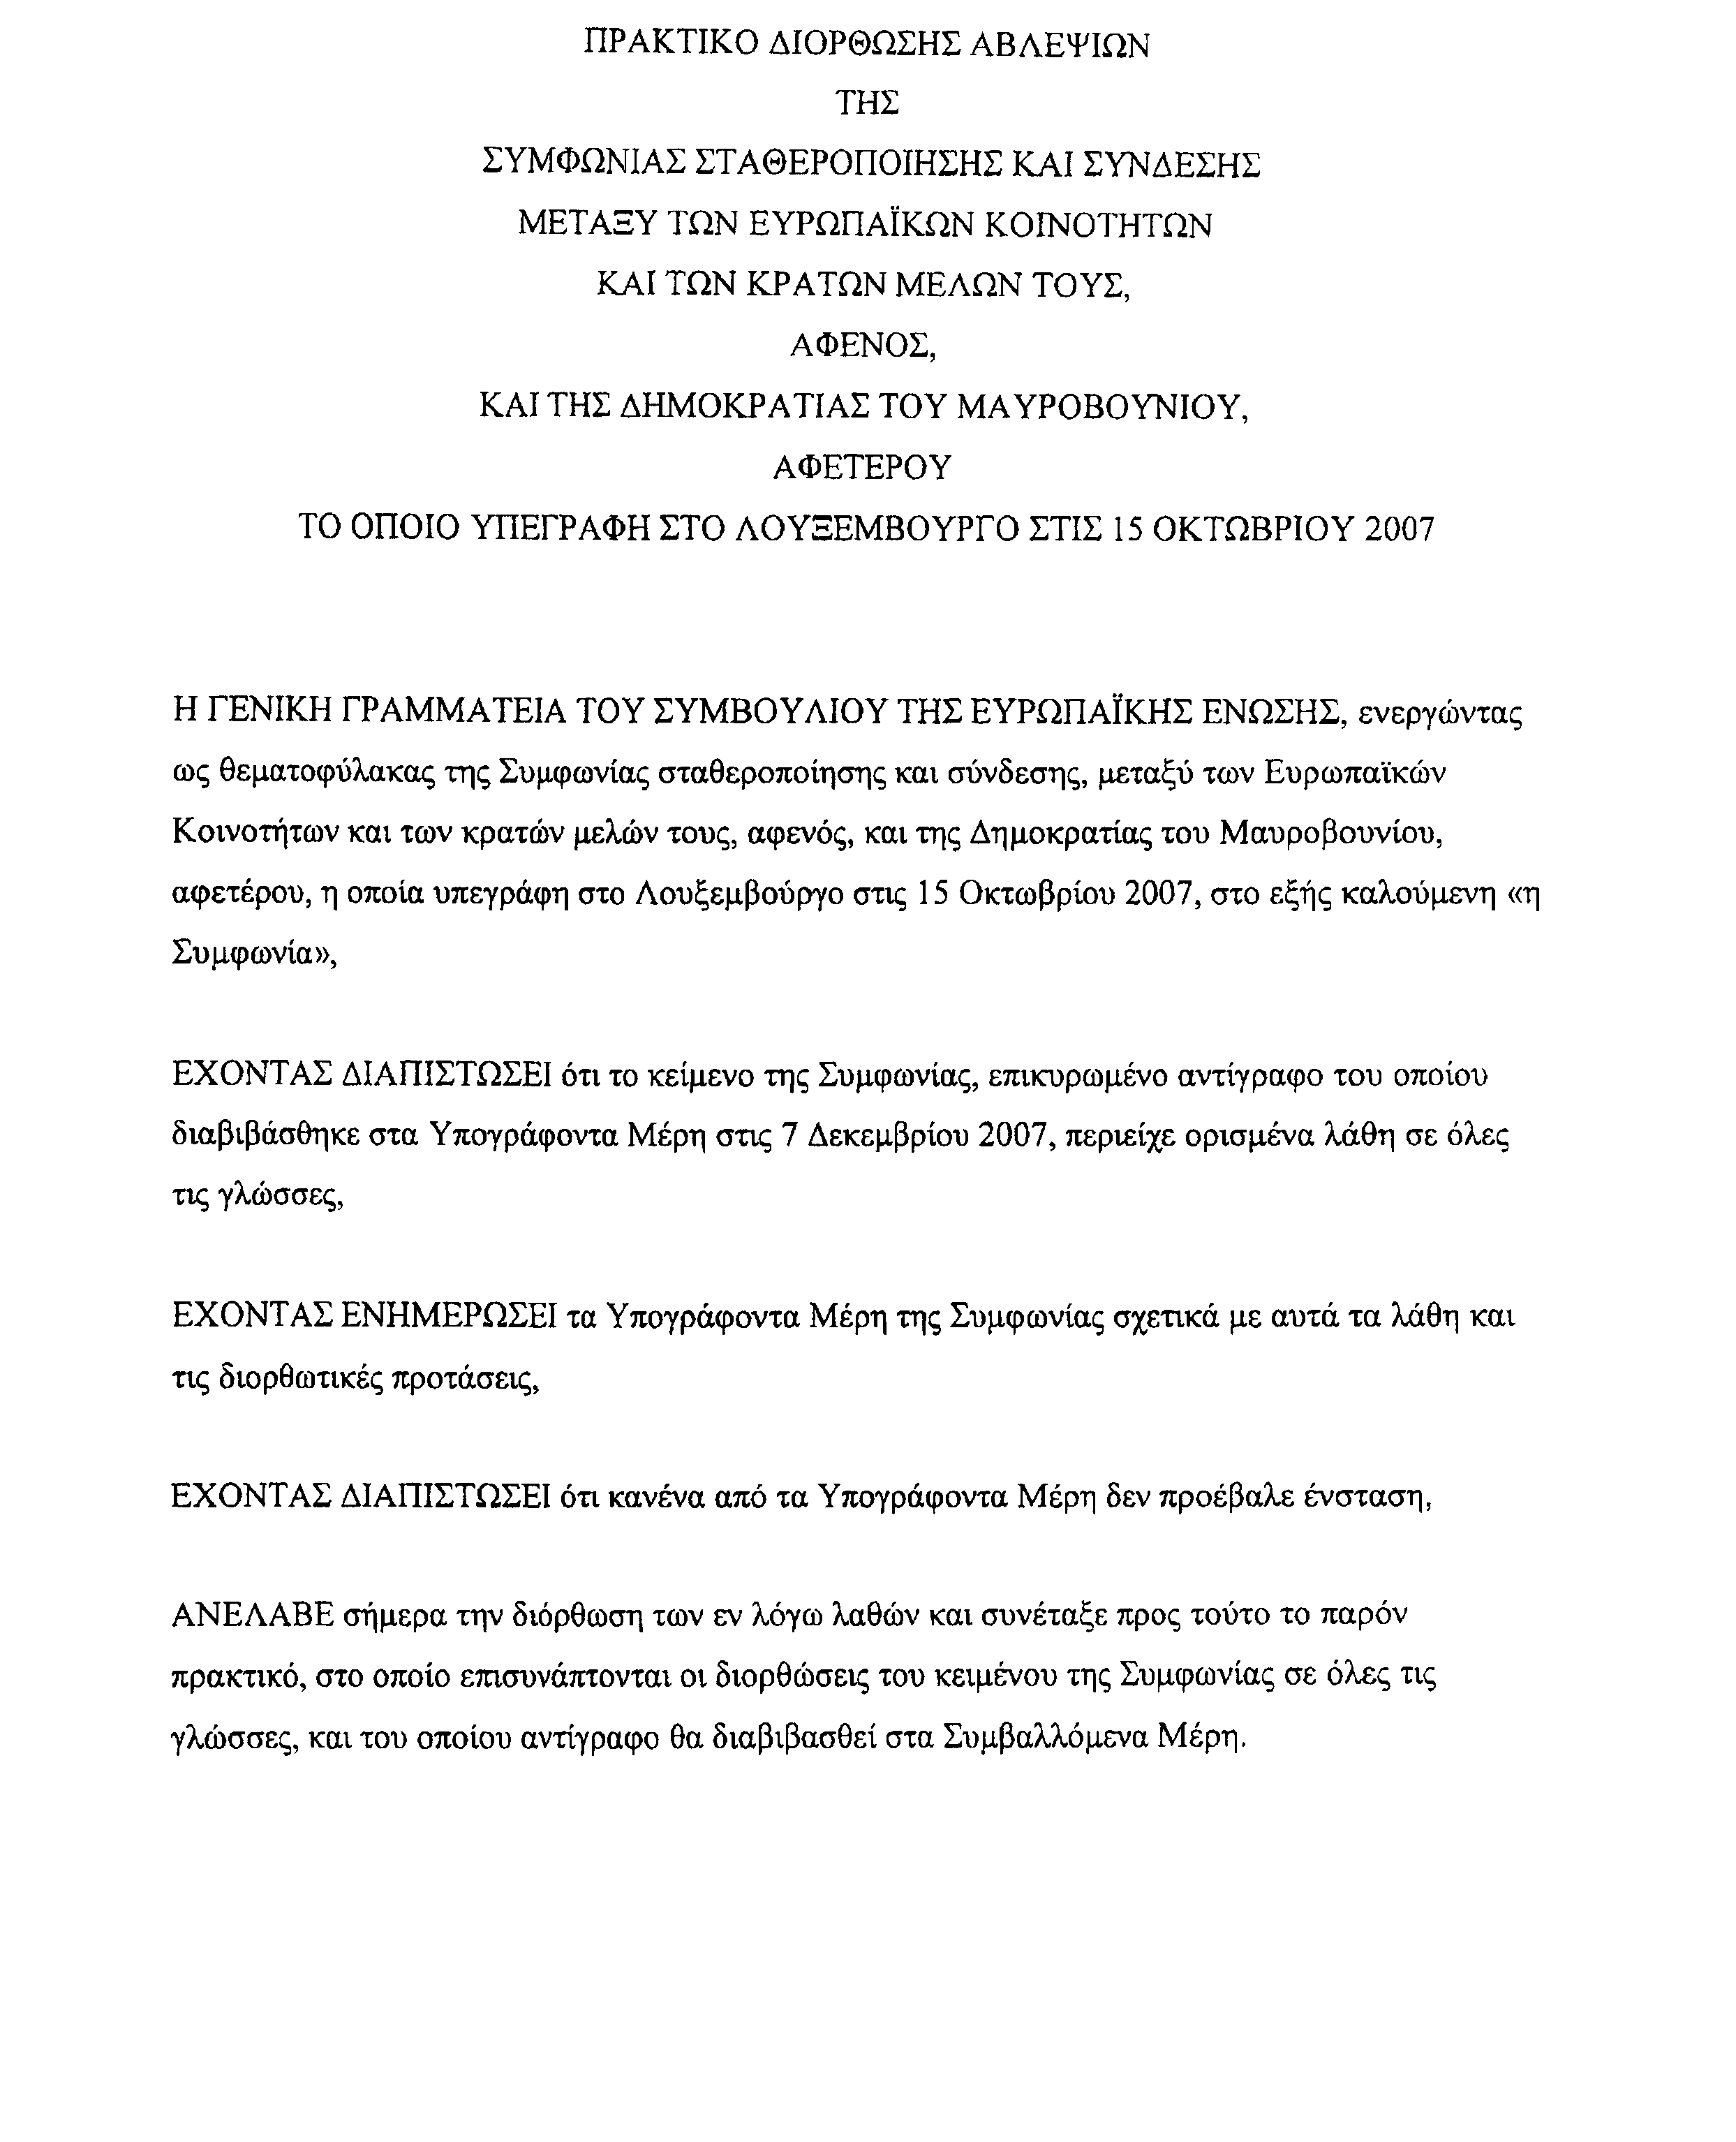 ΠΡΑΚΤΙΚΟ ΔΙΟΡΘΩΣΗΣ ΑΒΛΕΨΙΩΝ
ΤΗΣ
ΣΥΜΦΩΝΙΑΣ ΣΤΑΘΕΡΟΠΟΙΗΣΗΣ ΚΑΙ ΣΥΝΔΕΣΗΣ
ΜΕΤΑΞΥ ΤΩΝ ΕΥΡΩΠΑΪΚΩΝ ΚΟΙΝΟΤΗΤΩΝ
ΚΑΙ ΤΩΝ ΚΡΑΤΩΝ ΜΕΛΩΝ ΤΟΥΣ,
ΑΦΕΝΟΣ,
ΚΑΙ ΤΗΣ ΔΗΜΟΚΡΑΤΙΑΣ ΤΟΥ ΜΑΥΡΟΒΟΥΝΙΟΥ,
ΑΦΕΤΕΡΟΥ
ΤΟ ΟΠΟΙΟ ΥΠΕΓΡΑΦΗ ΣΤΟ ΛΟΥΞΕΜΒΟΥΡΓΟ ΣΤΙΣ 15 ΟΚΤΩΒΡΙΟΥ 2007
Η ΓΕΝΙΚΗ ΓΡΑΜΜΑΤΕΙΑ ΤΟΥ ΣΥΜΒΟΥΛΙΟΥ ΤΗΣ ΕΥΡΩΠΑΪΚΗΣ ΕΝΩΣΗΣ, ενεργώντας
ως θεματοφύλακας της Συμφωνίας σταθεροποίησης και σύνδεσης, μεταξύ των Ευρωπαϊκών
Κοινοτήτων και των κρατών μελών τους, αφενός, και της Δημοκρατίας του Μαυροβουνίου,
αφετέρου, η οποία υπεγράφη στο Λουξεμβούργο στις 15 Οκτωβρίου 2007, στο εξής καλούμενη «η
Συμφωνία»,
ΕΧΟΝΤΑΣ ΔΙΑΠΙΣΤΩΣΕΙ ότι το κείμενο της Συμφωνίας, επικυρωμένο αντίγραφο του οποίου
διαβιβάσθηκε στα Υπογράφοντα Μέρη στις 7 Δεκεμβρίου 2007, περιείχε ορισμένα λάθη σε όλες
τις γλώσσες,
ΕΧΟΝΤΑΣ ΕΝΗΜΕΡΩΣΕΙ τα Υπογράφοντα Μέρη της Συμφωνίας σχετικά με αυτά τα λάθη και
τις διορθωτικές προτάσεις,
ΕΧΟΝΤΑΣ ΔΙΑΠΙΣΤΩΣΕΙ ότι κανένα από τα Υπογράφοντα Μέρη δεν προέβαλε ένσταση,
ΑΝΕΛΑΒΕ σήμερα την διόρθωση των εν λόγω λαθών και συνέταξε προς τούτο το παρόν
πρακτικό, στο οποίο επισυνάπτονται οι διορθώσεις του κειμένου της Συμφωνίας σε όλες τις
γλώσσες, και του οποίου αντίγραφο θα διαβιβασθεί στα Συμβαλλόμενα Μέρη.